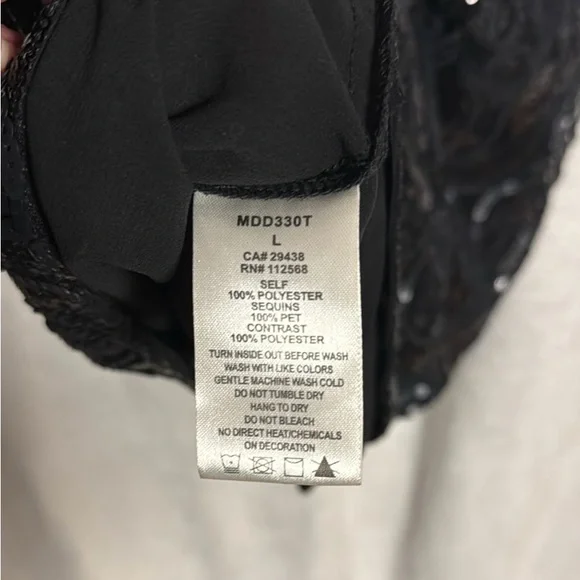 MDD330T
L
CA# 29438
RN# 112568
SELF
100% POLYESTER
SEQUINS
100% PET
CONTRAST
100% POLYESTER
TURN INSIDE OUT BEFORE WASH
WASH WITH LIKE COLORS
GENTLE MACHINE WASH COLD
DO NOT TUMBLE DRY
HANG TO DRY
DO NOT BLEACH
NO DIRECT HEAT/CHEMICALS
ON DECORATION